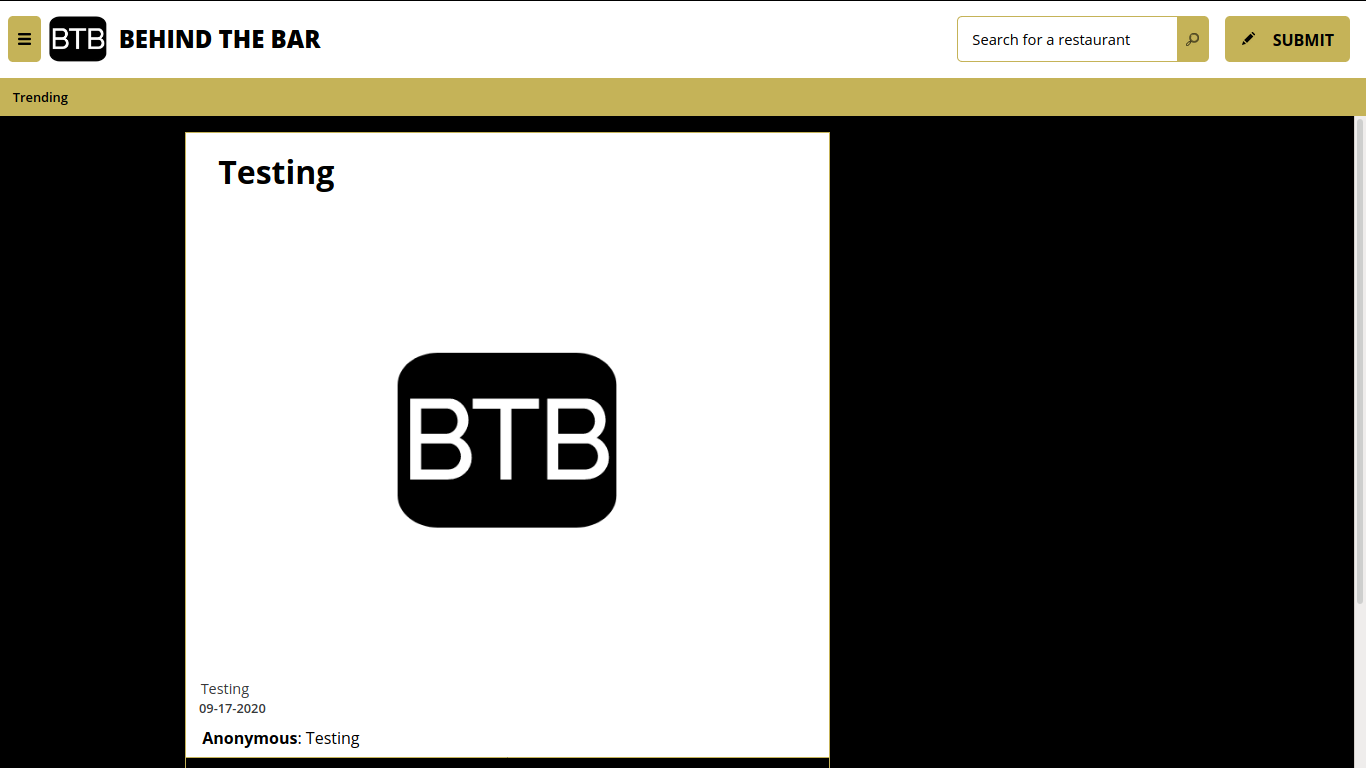 BTB BEHIND THE BAR
Search for a restaurant
SUBMIT
Trending
Testing
BTB
Testing
09-17-2020
Anonymous: Testing